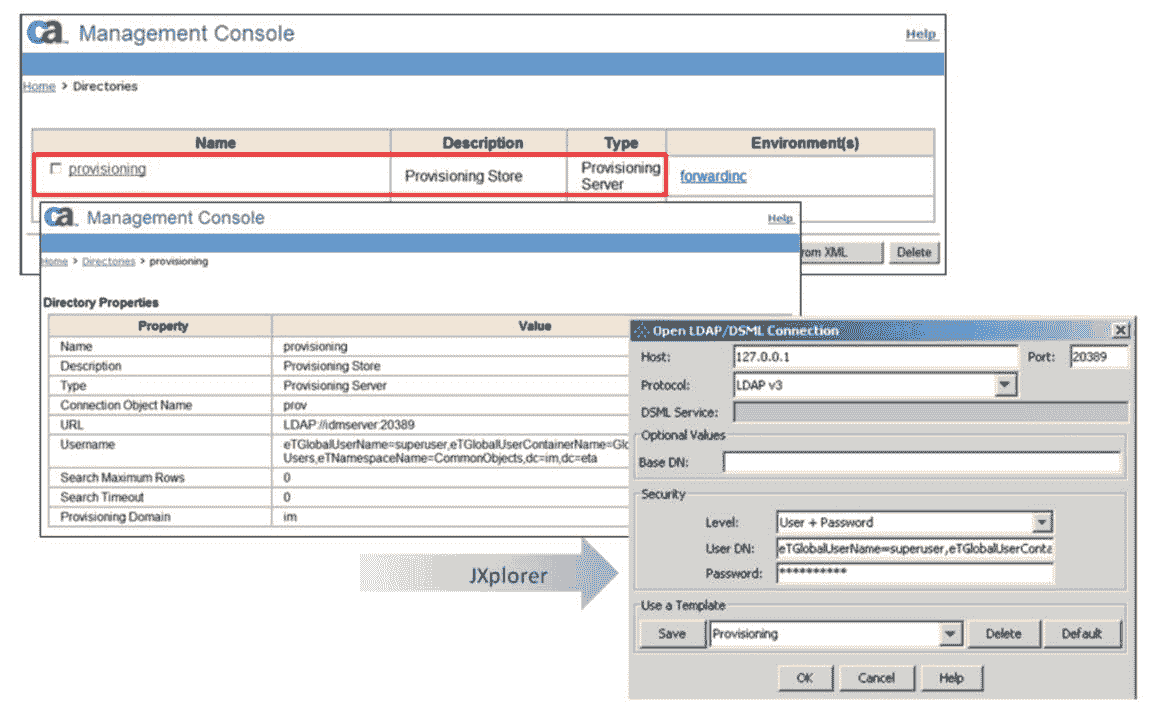 ca Management Console
Help
Home > Directories
Name Description Type Environment(s)
provisioning Provisioning Store Provisioning Server forwardinc
rom XML Delete
ca Management Console
Help
Home > Directories > provisioning
Directory Properties
Property Value
Name provisioning
Description Provisioning Store
Type Provisioning Server
Connection Object Name prov
URL LDAP://idmserver:20389
Username eTGlobalUserName=superuser,eTGlobalUserContainerName=Glo
Users,eTNamespaceName=CommonObjects,dc=im,dc=eta
Search Maximum Rows 0
Search Timeout 0
Provisioning Domain im
JXplorer
Open LDAP/DSML Connection
Host: 127.0.0.1 Port: 20389
Protocol: LDAP v3
DSML Service:
Optional Values
Base DN:
Security
Level: User + Password
User DN: eTGlobalUserName=superuser,eTGlobalUserConta
Password: **********
Use a Template
Save Provisioning Delete Default
OK Cancel Help